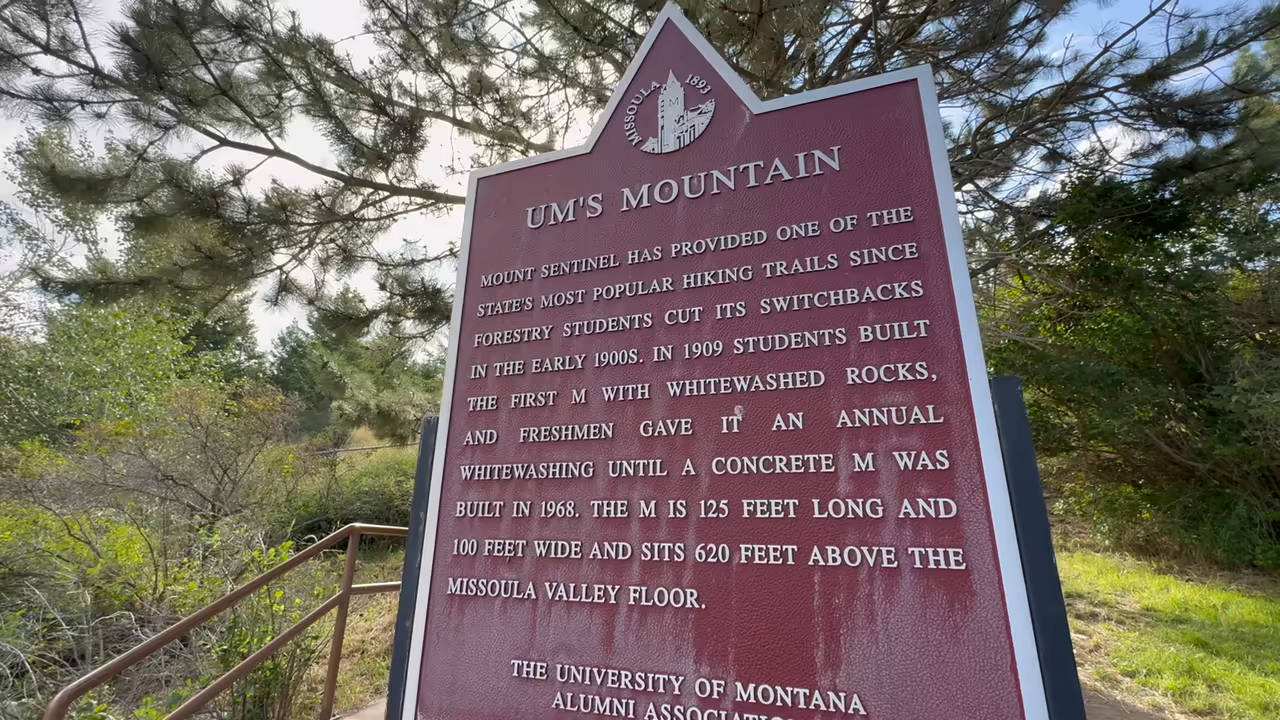 MISSOULA 1893
M
UM'S MOUNTAIN
MOUNT SENTINEL HAS PROVIDED ONE OF THE
STATE'S MOST POPULAR HIKING TRAILS SINCE
FORESTRY STUDENTS CUT ITS SWITCHBACKS
IN THE EARLY 1900S. IN 1909 STUDENTS BUILT
THE FIRST M WITH WHITEWASHED ROCKS,
AND FRESHMEN GAVE IT AN ANNUAL
WHITEWASHING UNTIL A CONCRETE M WAS
BUILT IN 1968. THE M IS 125 FEET LONG AND
100 FEET WIDE AND SITS 620 FEET ABOVE THE
MISSOULA VALLEY FLOOR.
THE UNIVERSITY OF MONTANA
ALUMNI ASSOCIATION